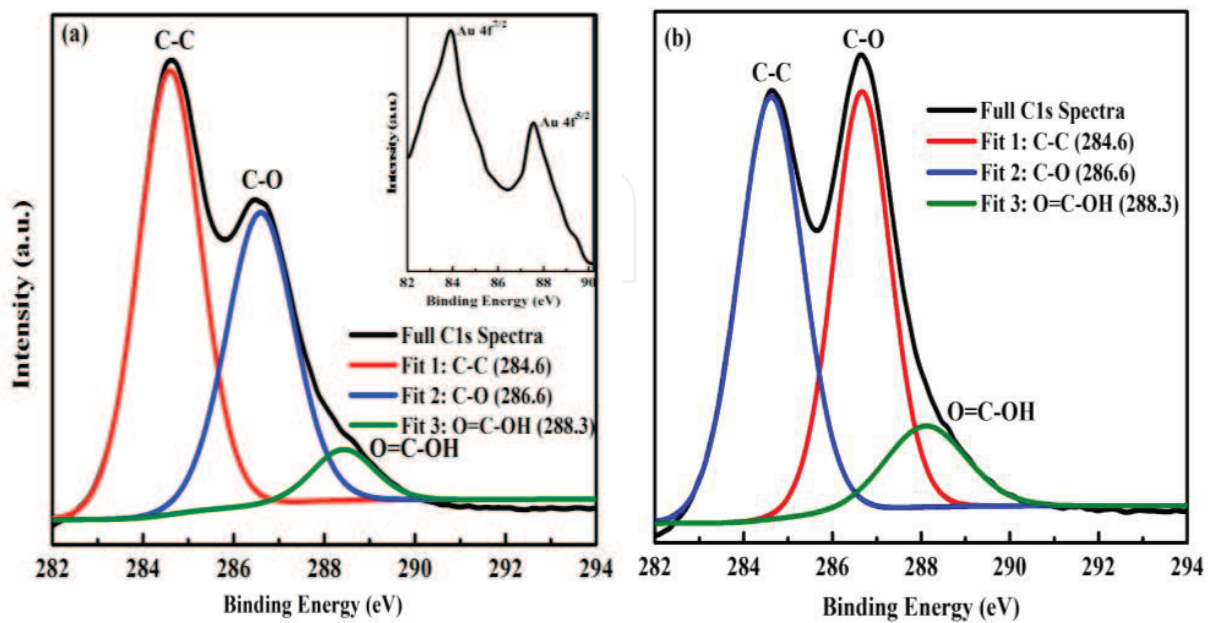 (a)
C-C
C-O
O=C-OH
Intensity (a.u.)
Full C1s Spectra
Fit 1: C-C (284.6)
Fit 2: C-O (286.6)
Fit 3: O=C-OH (288.3)
282 284 286 288 290 292 294
Binding Energy (eV)
Au 4f7/2
Au 4f5/2
Intensity (a.u.)
82 84 86 88 90
Binding Energy (eV)
(b)
C-C
C-O
O=C-OH
Full C1s Spectra
Fit 1: C-C (284.6)
Fit 2: C-O (286.6)
Fit 3: O=C-OH (288.3)
282 284 286 288 290 292 294
Binding Energy (eV)